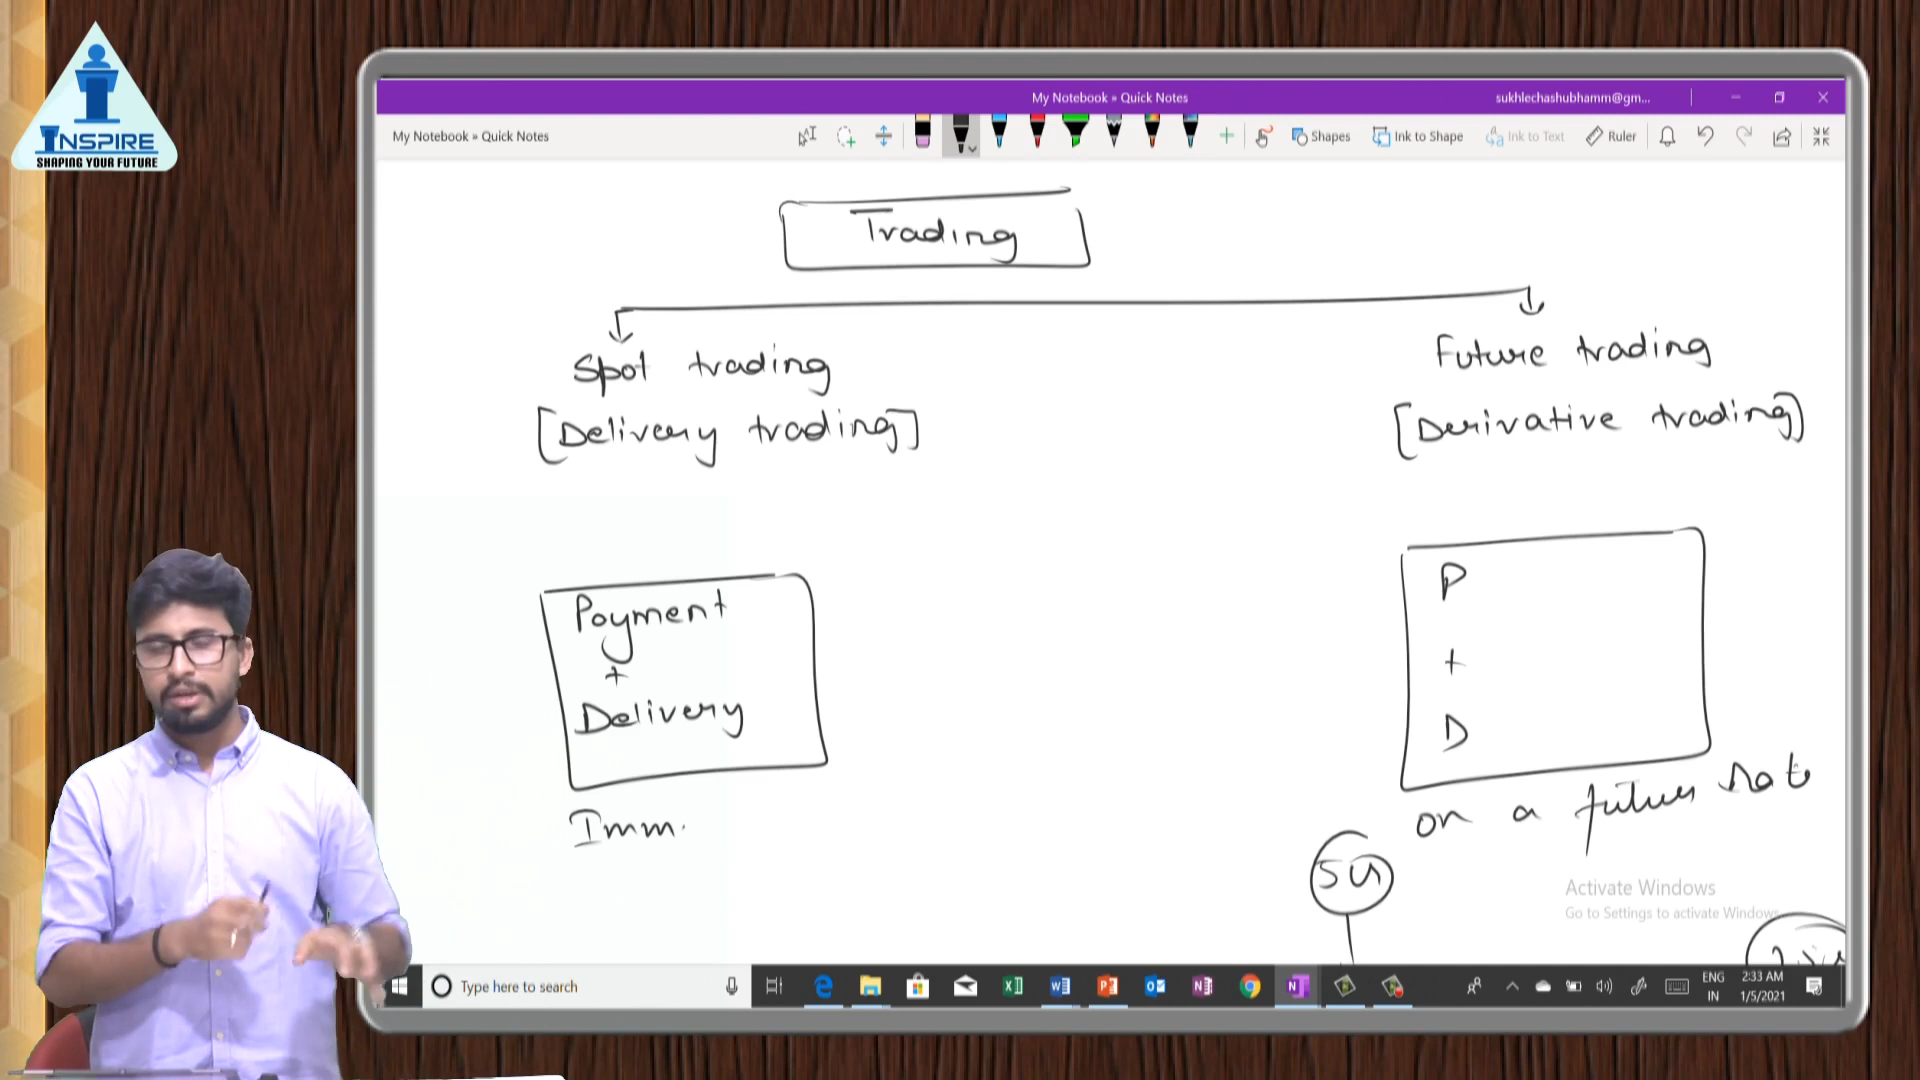 INSPIRE
SHAPING YOUR FUTURE
My Notebook » Quick Notes
sukhlechashubhamm@gm...
My Notebook » Quick Notes
Shapes
Ink to Shape
Ink to Text
Ruler
Trading
Spot trading
Future trading
[Delivery trading]
[Derivative trading]
Payment
+
Delivery
Imm.
P
+
D
on a future
Activate Windows
Go to Settings to activate Windows.
Type here to search
ENG
IN
2:33 AM
1/5/2021